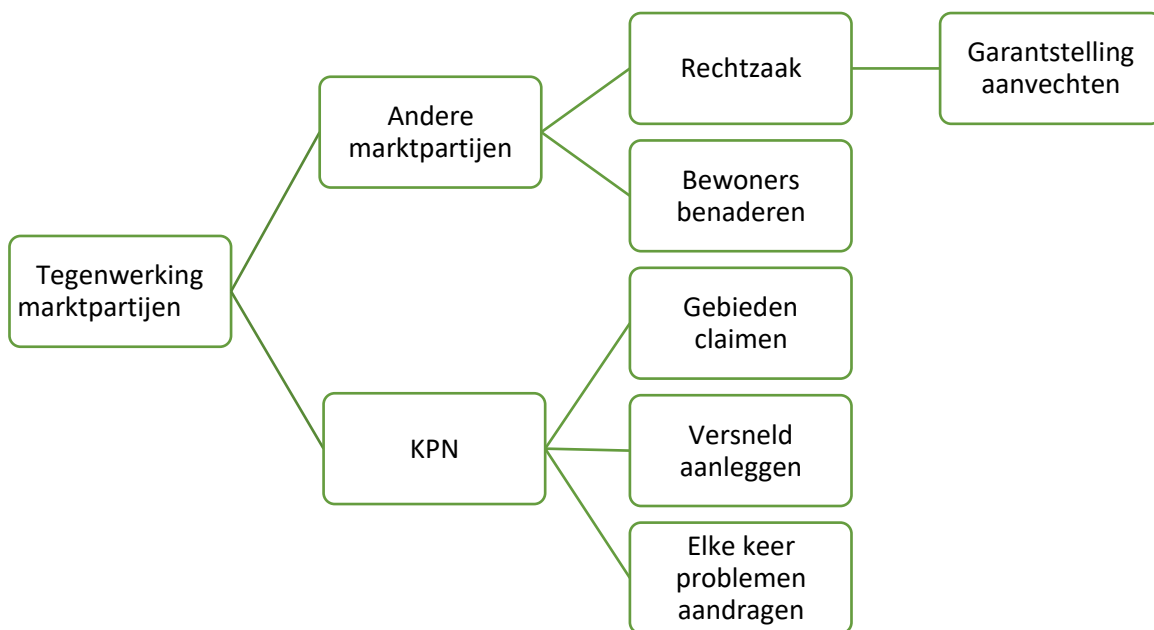 Tegenwerking
marktpartijen
Andere
marktpartijen
Rechtzaak
Garantstelling
aanvechten
Bewoners
benaderen
KPN
Gebieden
claimen
Versneld
aanleggen
Elke keer
problemen
aandragen